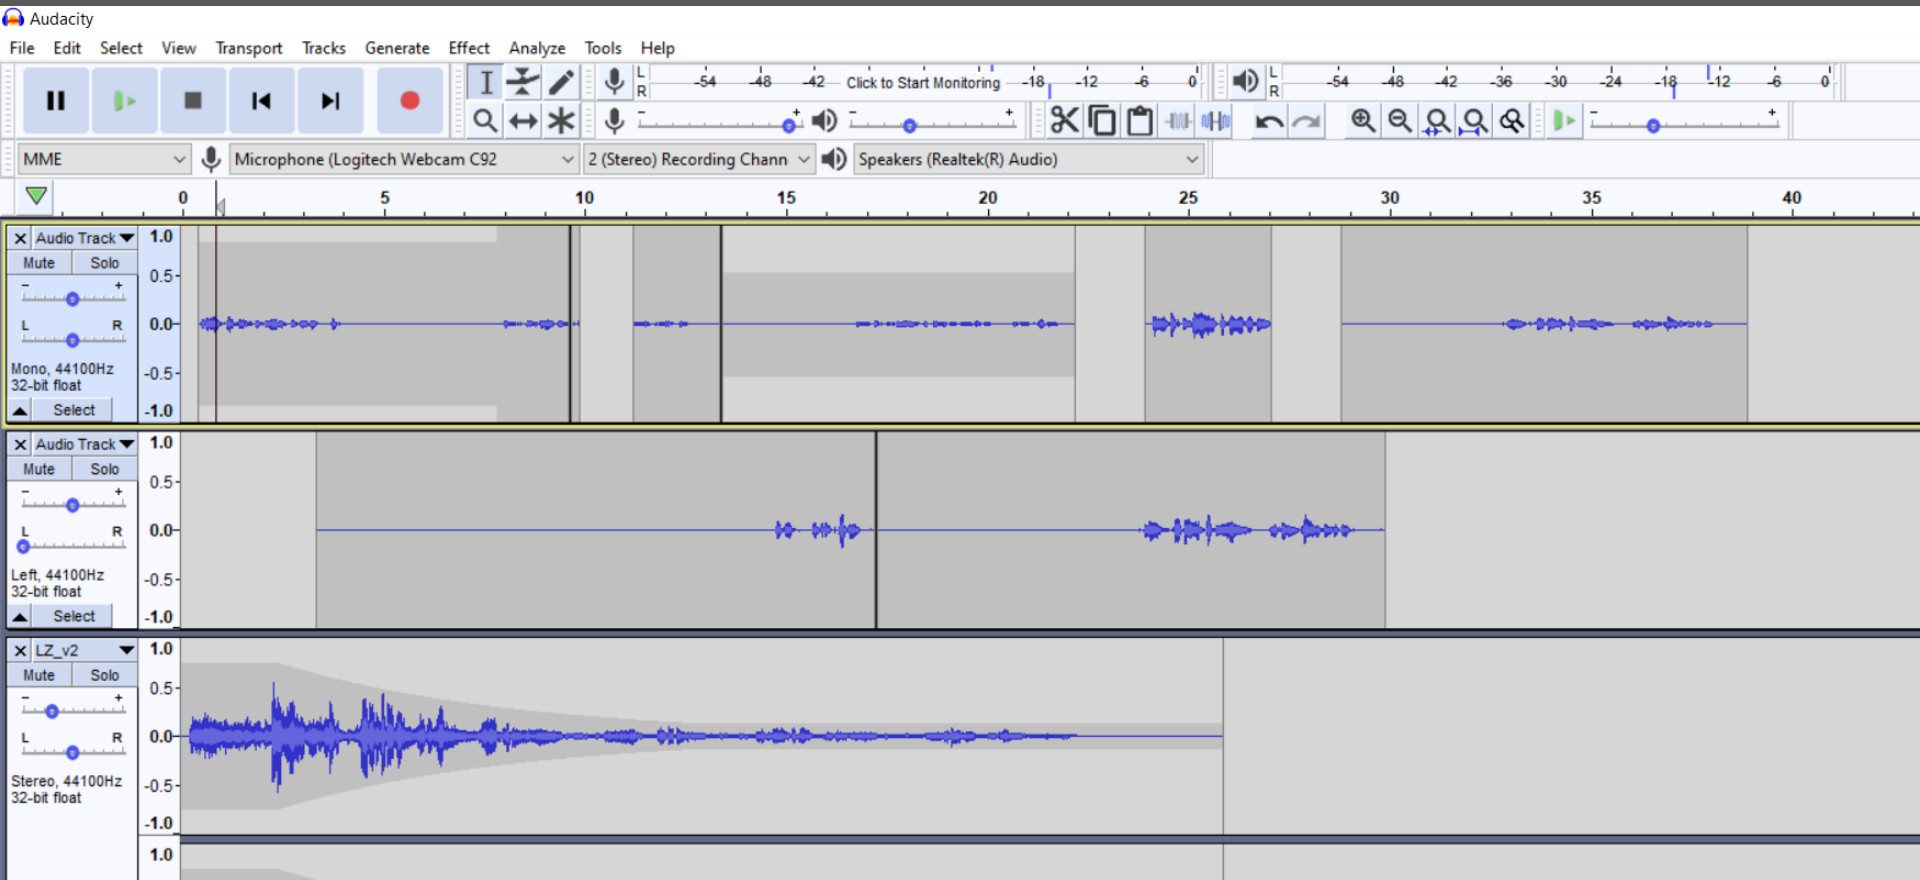 Audacity
File Edit Select View Transport Tracks Generate Effect Analyze Tools Help
L -54 -48 -42 Click to Start Monitoring -18 -12 -6 0 L -54 -48 -42 -36 -30 -24 -18 -12 -6 0
R R
- + - + - +
MME Microphone (Logitech Webcam C92 2 (Stereo) Recording Chann Speakers (Realtek(R) Audio)
0 5 10 15 20 25 30 35 40
Audio Track 1.0
Mute Solo
- + 0.5
L R 0.0
Mono, 44100Hz -0.5
32-bit float
Select -1.0
Audio Track 1.0
Mute Solo
- + 0.5
L R 0.0
Left, 44100Hz -0.5
32-bit float
Select -1.0
LZ_v2 1.0
Mute Solo
- + 0.5
L R 0.0
Stereo, 44100Hz -0.5
32-bit float
-1.0
1.0